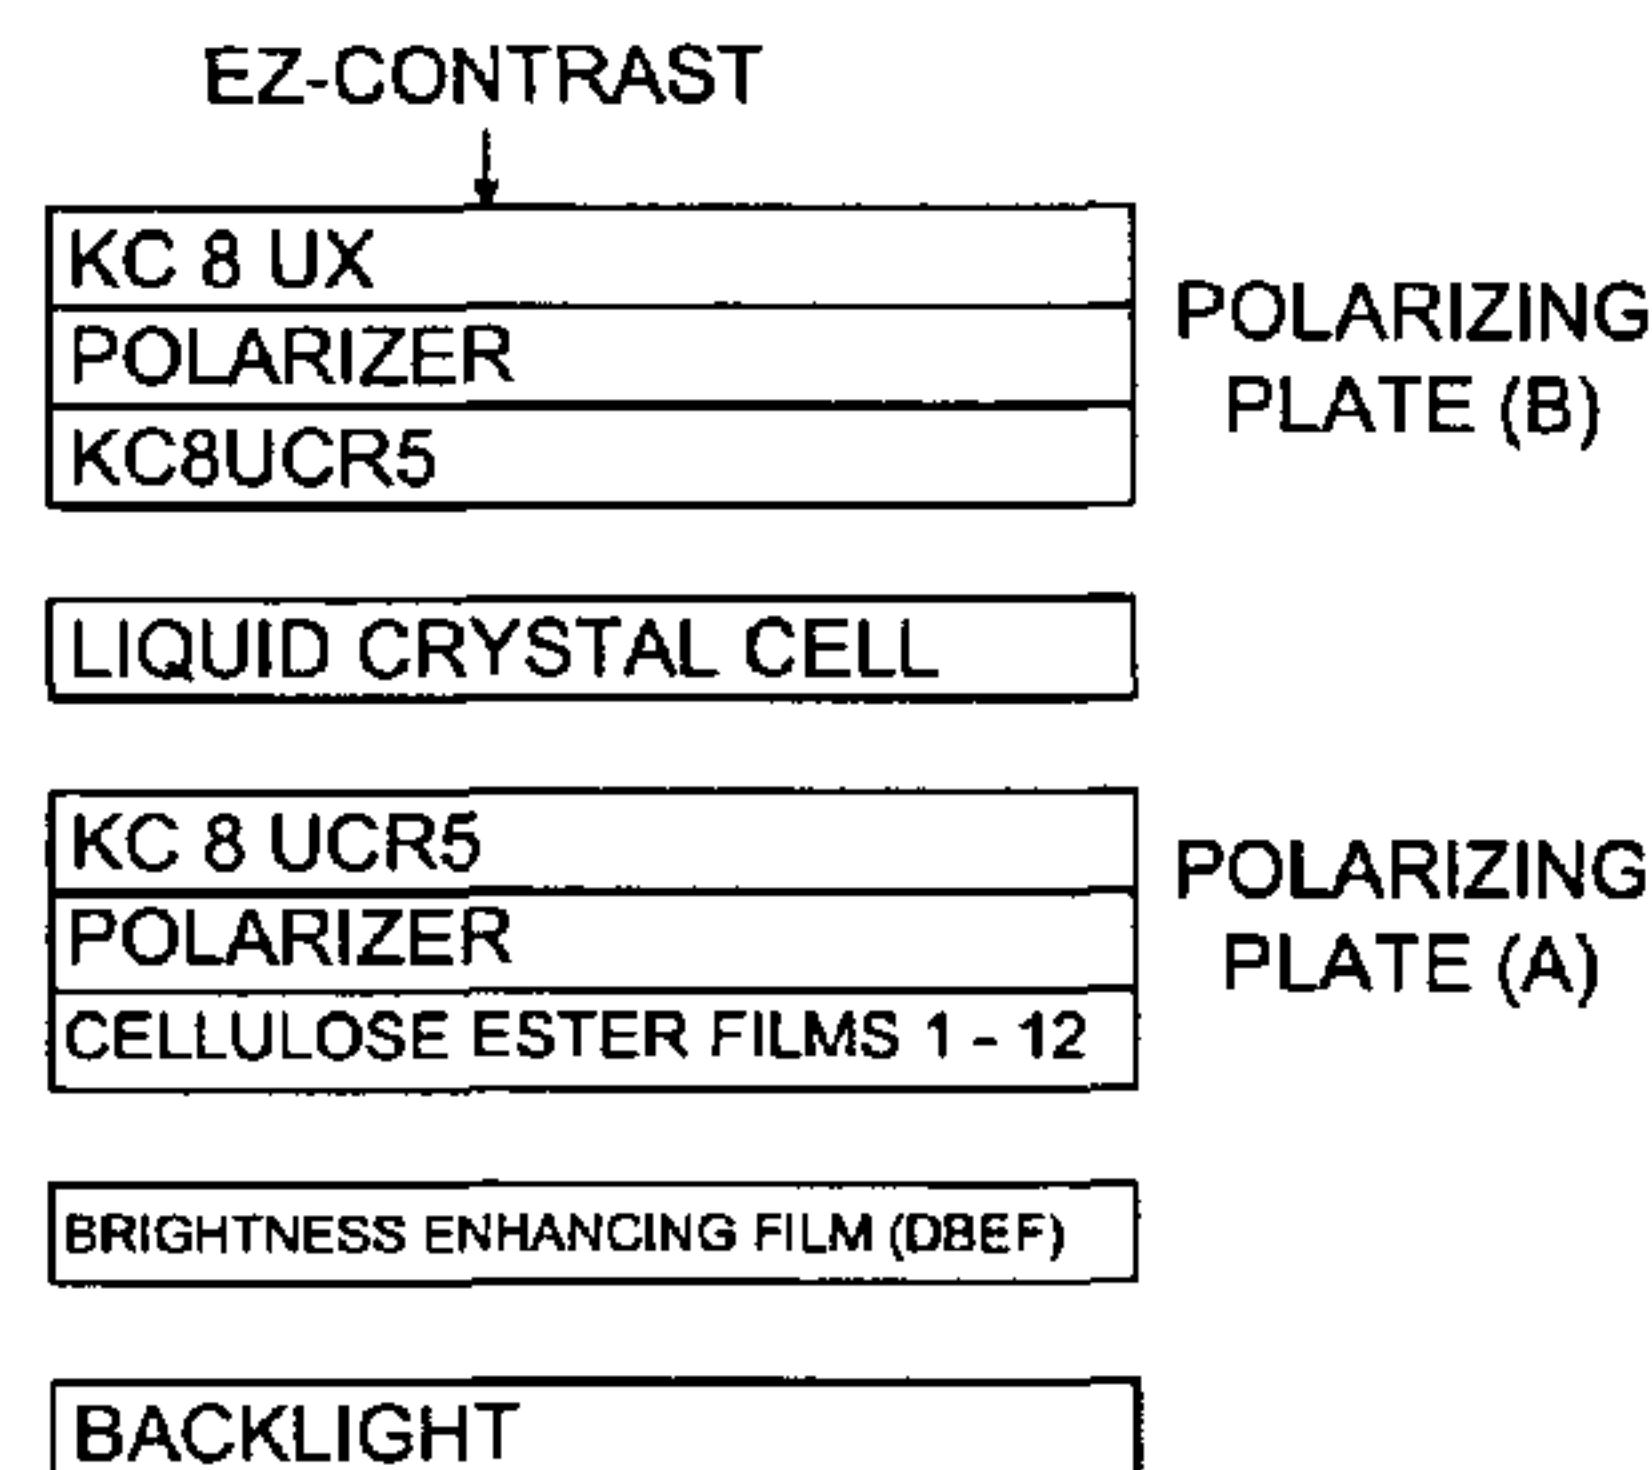 EZ-CONTRAST
KC 8 UX
POLARIZER
KC8UCR5
POLARIZING
PLATE (B)
LIQUID CRYSTAL CELL
KC 8 UCR5
POLARIZER
CELLULOSE ESTER FILMS 1 - 12
POLARIZING
PLATE (A)
BRIGHTNESS ENHANCING FILM (DBEF)
BACKLIGHT